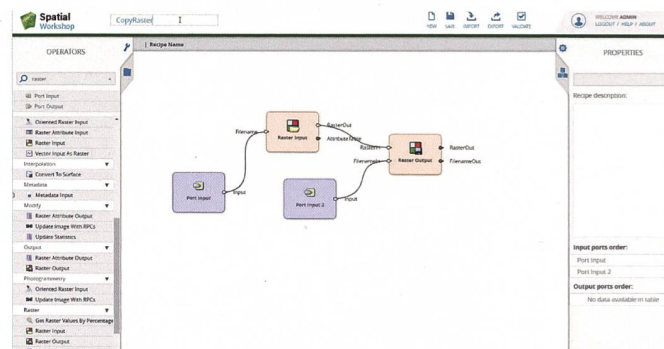 Spatial
Workshop
CopyRaster
NEW SAVE IMPORT EXPORT VALIDATE
WELCOME ADMIN
LOGOUT / HELP / ABOUT
OPERATORS
Recipe Name
PROPERTIES
raster
Port Input
Port Output
Oriented Raster Input
Raster Attribute Input
Raster Input
Vector Input As Raster
Interpolation
Convert To Surface
Metadata
Metadata Input
Modify
Raster Attribute Output
Update Image With RPCs
Update Statistics
Output
Raster Attribute Output
Raster Output
Photogrammetry
Oriented Raster Input
Update Image With RPCs
Raster
Get Raster Values By Percentage
Raster Input
Raster Output
Filename
Raster Input
RasterOut
AttributeTable
RasterIn
Filename
Raster Output
RasterOut
FilenameOut
Port Input
Input
Port Input 2
Input
Recipe description:
Input ports order:
Port Input
Port Input 2
Output ports order:
No data available in table